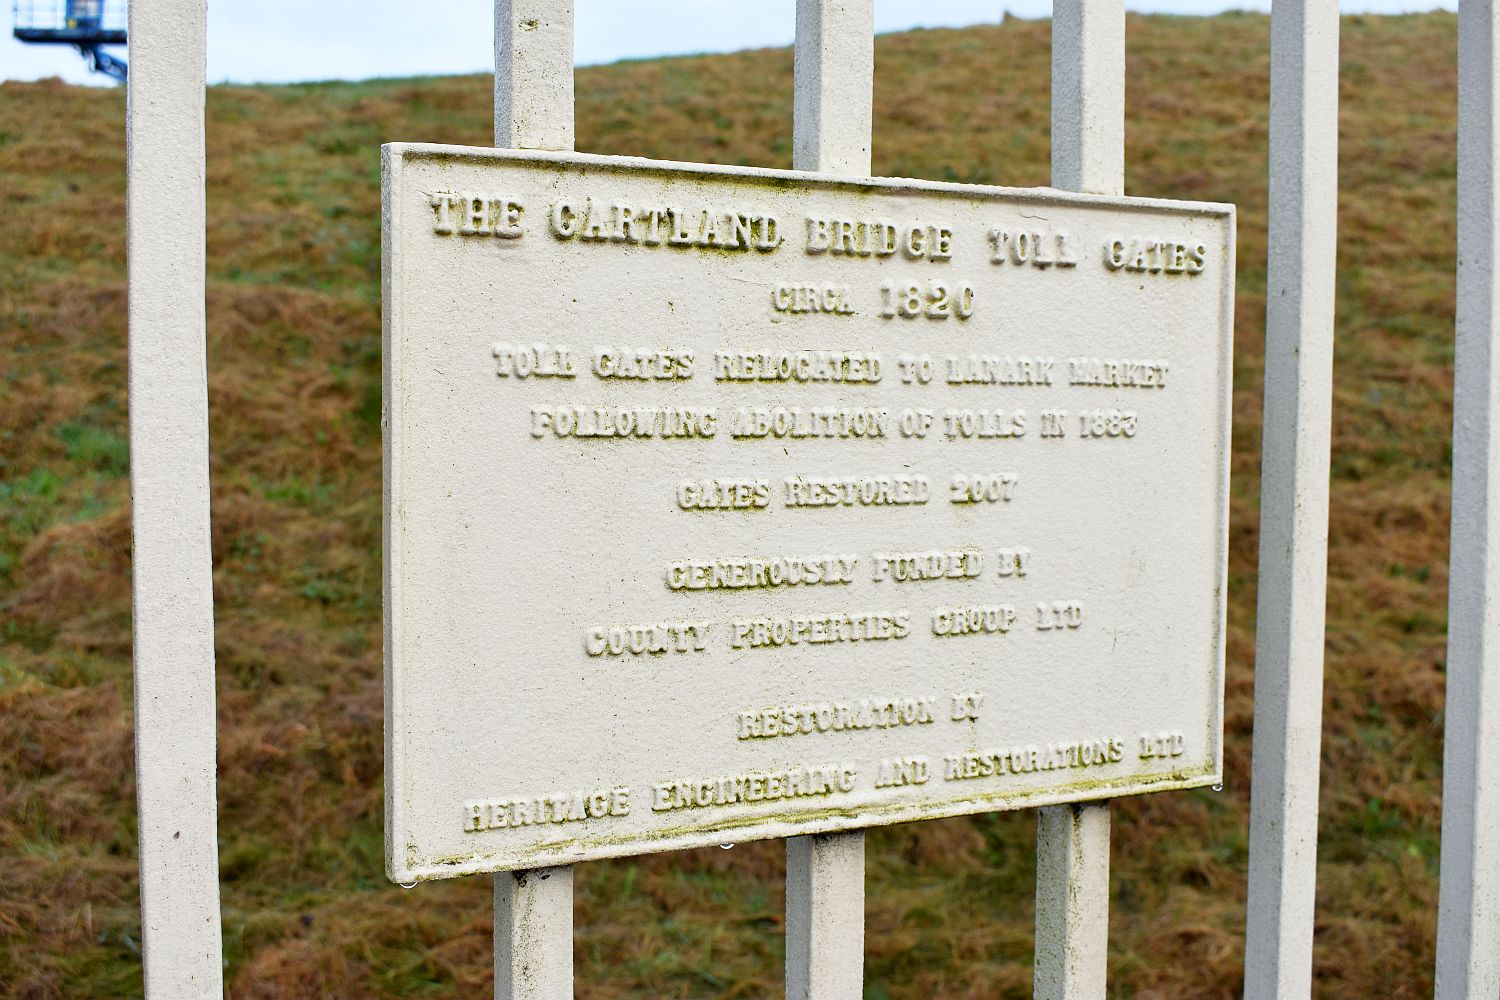 THE CARTLAND BRIDGE TOLL GATES
CIRCA 1820
TOLL GATES RELOCATED TO LANARK MARKET
FOLLOWING ABOLITION OF TOLLS IN 1883
GATES RESTORED 2007
GENEROUSLY FUNDED BY
COUNTY PROPERTIES GROUP LTD
RESTORATION BY
HERITAGE ENGINEERING AND RESTORATIONS LTD